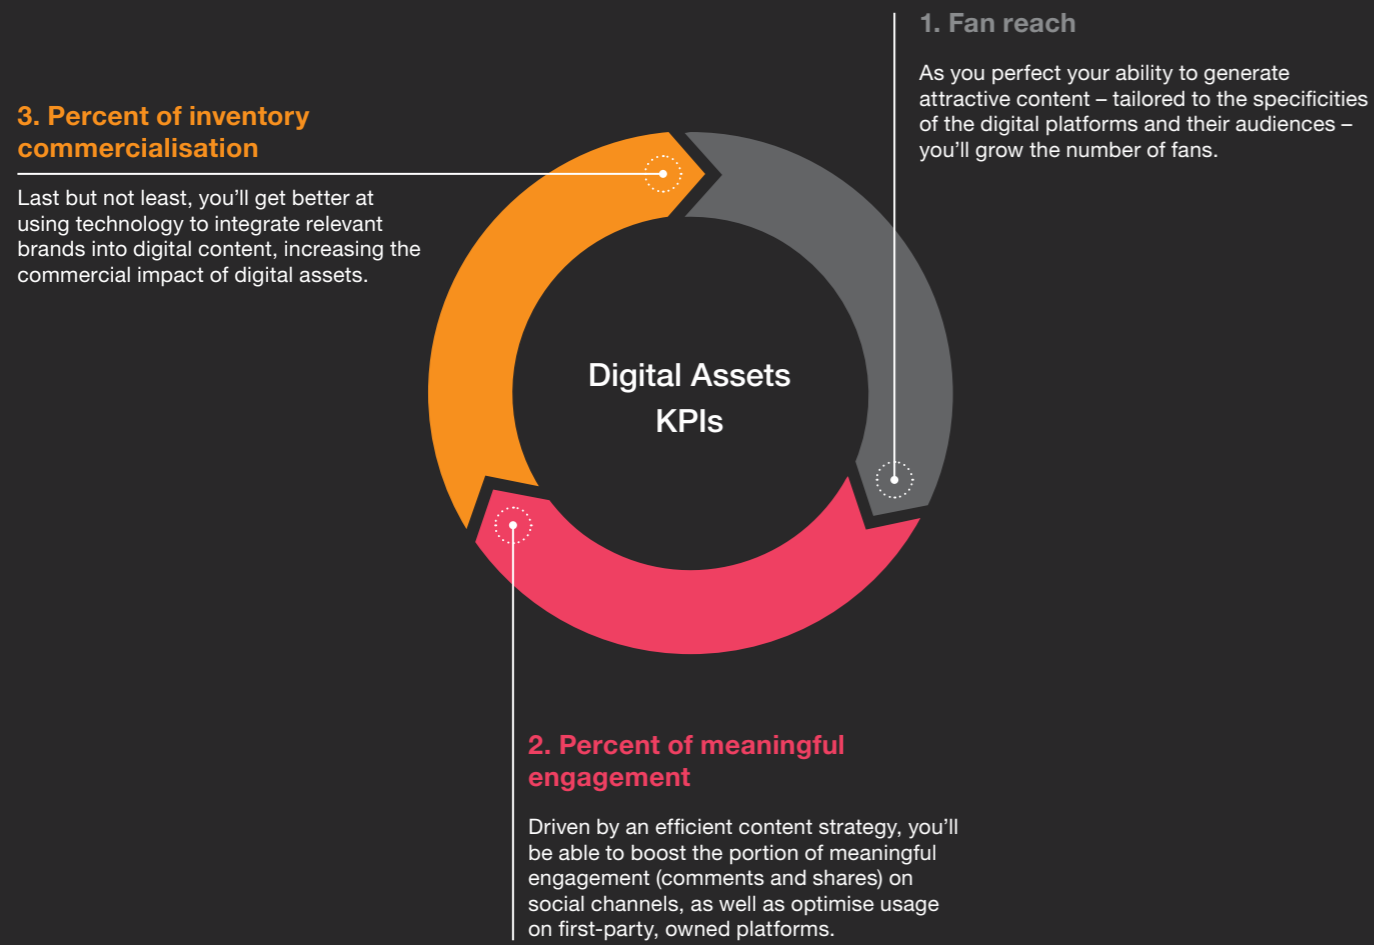 1. Fan reach
As you perfect your ability to generate
attractive content – tailored to the specificities
of the digital platforms and their audiences –
you’ll grow the number of fans.
3. Percent of inventory
commercialisation
Last but not least, you’ll get better at
using technology to integrate relevant
brands into digital content, increasing the
commercial impact of digital assets.
Digital Assets
KPIs
2. Percent of meaningful
engagement
Driven by an efficient content strategy, you’ll
be able to boost the portion of meaningful
engagement (comments and shares) on
social channels, as well as optimise usage
on first-party, owned platforms.